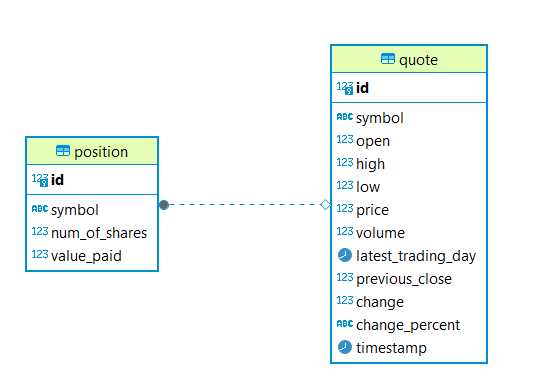 position
123 id
ABC symbol
123 num_of_shares
123 value_paid
quote
123 id
ABC symbol
123 open
123 high
123 low
123 price
123 volume
latest_trading_day
123 previous_close
123 change
ABC change_percent
timestamp